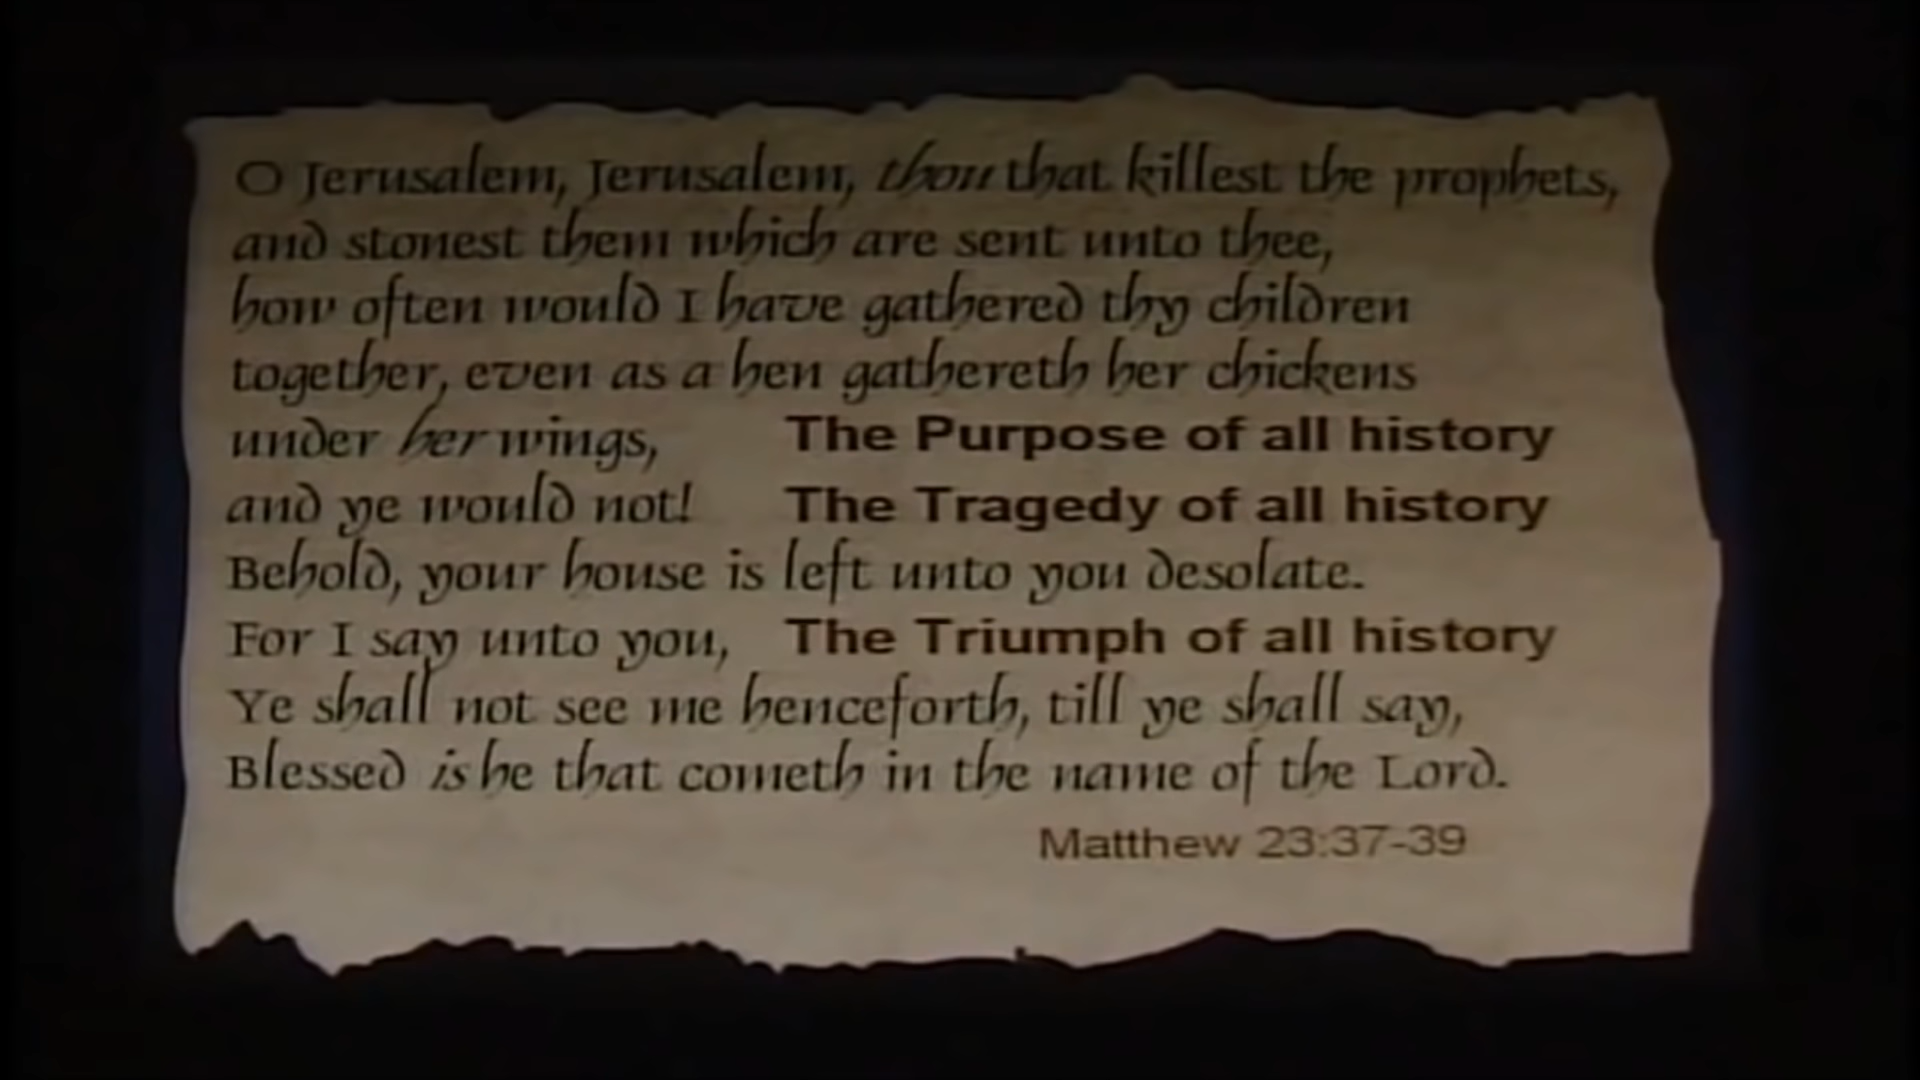 O Jerusalem, Jerusalem, thou that killest the prophets,
and stonest them which are sent unto thee,
how often would I have gathered thy children
together, even as a hen gathereth her chickens
under her wings, The Purpose of all history
and ye would not! The Tragedy of all history
Behold, your house is left unto you desolate.
For I say unto you, The Triumph of all history
Ye shall not see me henceforth, till ye shall say,
Blessed is he that cometh in the name of the Lord.
Matthew 23:37-39